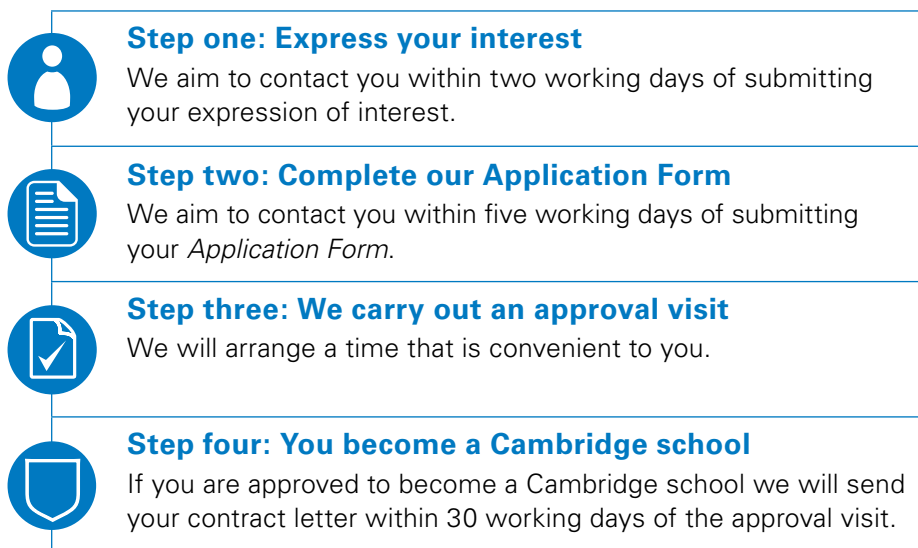 Step one: Express your interest
We aim to contact you within two working days of submitting
your expression of interest.
Step two: Complete our Application Form
We aim to contact you within five working days of submitting
your Application Form.
Step three: We carry out an approval visit
We will arrange a time that is convenient to you.
Step four: You become a Cambridge school
If you are approved to become a Cambridge school we will send
your contract letter within 30 working days of the approval visit.